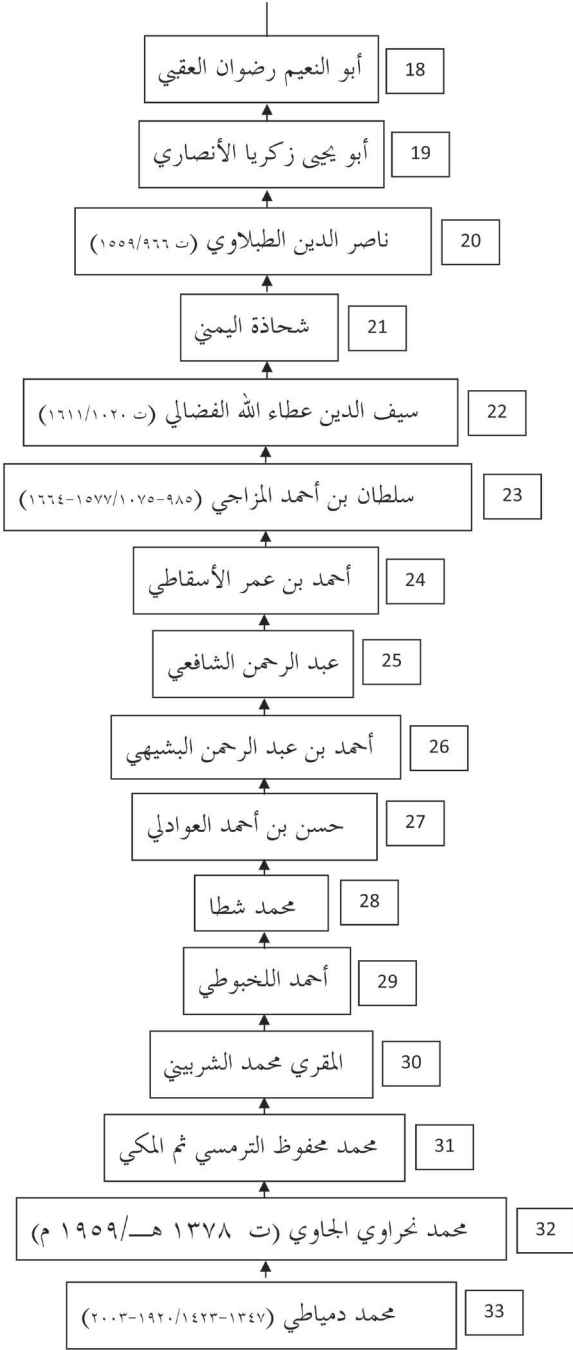 أبو النعيم رضوان العقبي 18
أبو يحيى زكريا الأنصاري 19
ناصر الدين الطبلاوي (ت ٩٦٦/١٥٥٩) 20
شحاذة اليمني 21
سيف الدين عطاء الله الفضالي (ت ١٠٢٠/١٦١١) 22
سلطان بن أحمد المزاجي (٩٨٥-١٠٧٥/١٥٧٧-١٦٦٤) 23
أحمد بن عمر الأسقاطي 24
عبد الرحمن الشافعي 25
أحمد بن عبد الرحمن البشيهي 26
حسن بن أحمد العوادلي 27
محمد شطا 28
أحمد اللخبوطي 29
المقري محمد الشربيني 30
محمد محفوظ الترمسي ثم المكي 31
محمد نحراوي الجاوي (ت ١٣٧٨ هـ/١٩٥٩ م) 32
محمد دمياطي (١٣٤٧-١٤٢٣/١٩٢٠-٢٠٠٣) 33